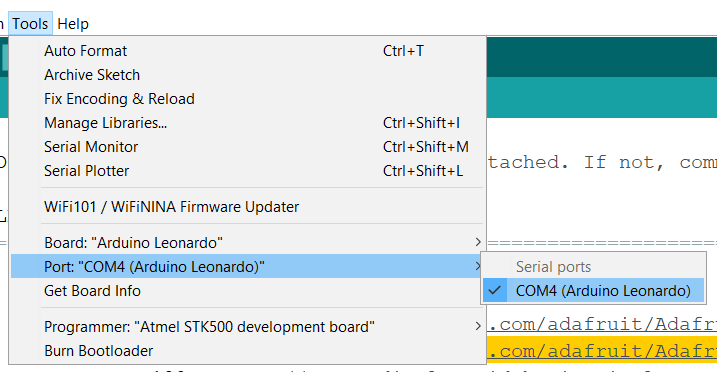 Tools Help
Auto Format Ctrl+T
Archive Sketch
Fix Encoding & Reload
Manage Libraries... Ctrl+Shift+I
Serial Monitor Ctrl+Shift+M
Serial Plotter Ctrl+Shift+L
tached. If not, com
WiFi101 / WiFiNINA Firmware Updater
Board: "Arduino Leonardo"
Port: "COM4 (Arduino Leonardo)"
Serial ports
Get Board Info
COM4 (Arduino Leonardo)
Programmer: "Atmel STK500 development board"
.com/adafruit/Adafr
Burn Bootloader
.com/adafruit/Adafru